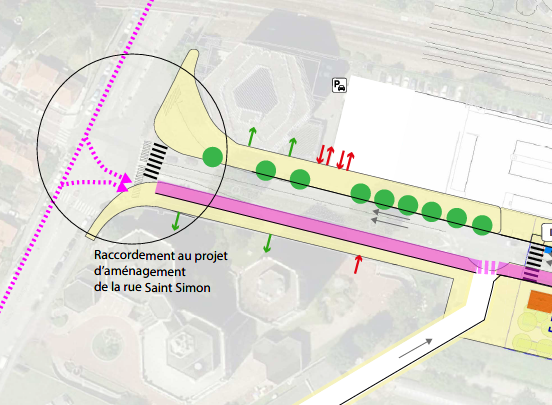 P
Raccordement au projet
d'aménagement
de la rue Saint Simon